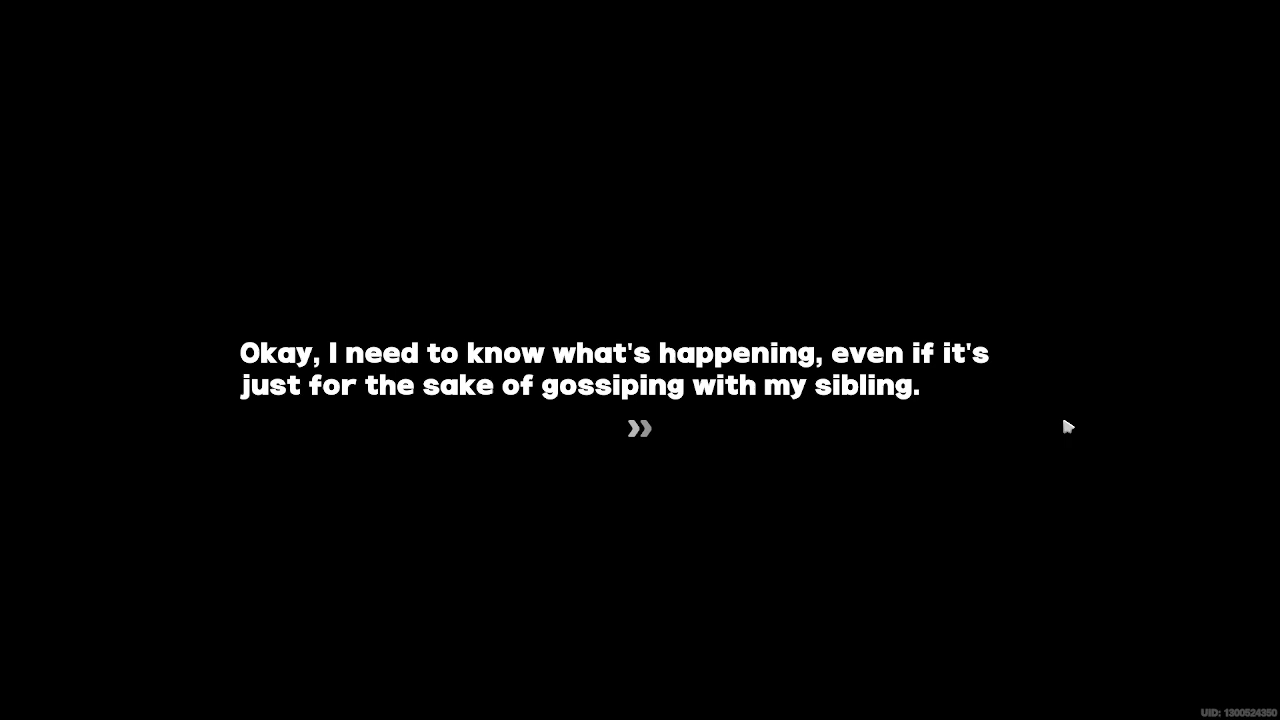 Okay, I need to know what's happening, even if it's
just for the sake of gossiping with my sibling.
UID: 1300524350